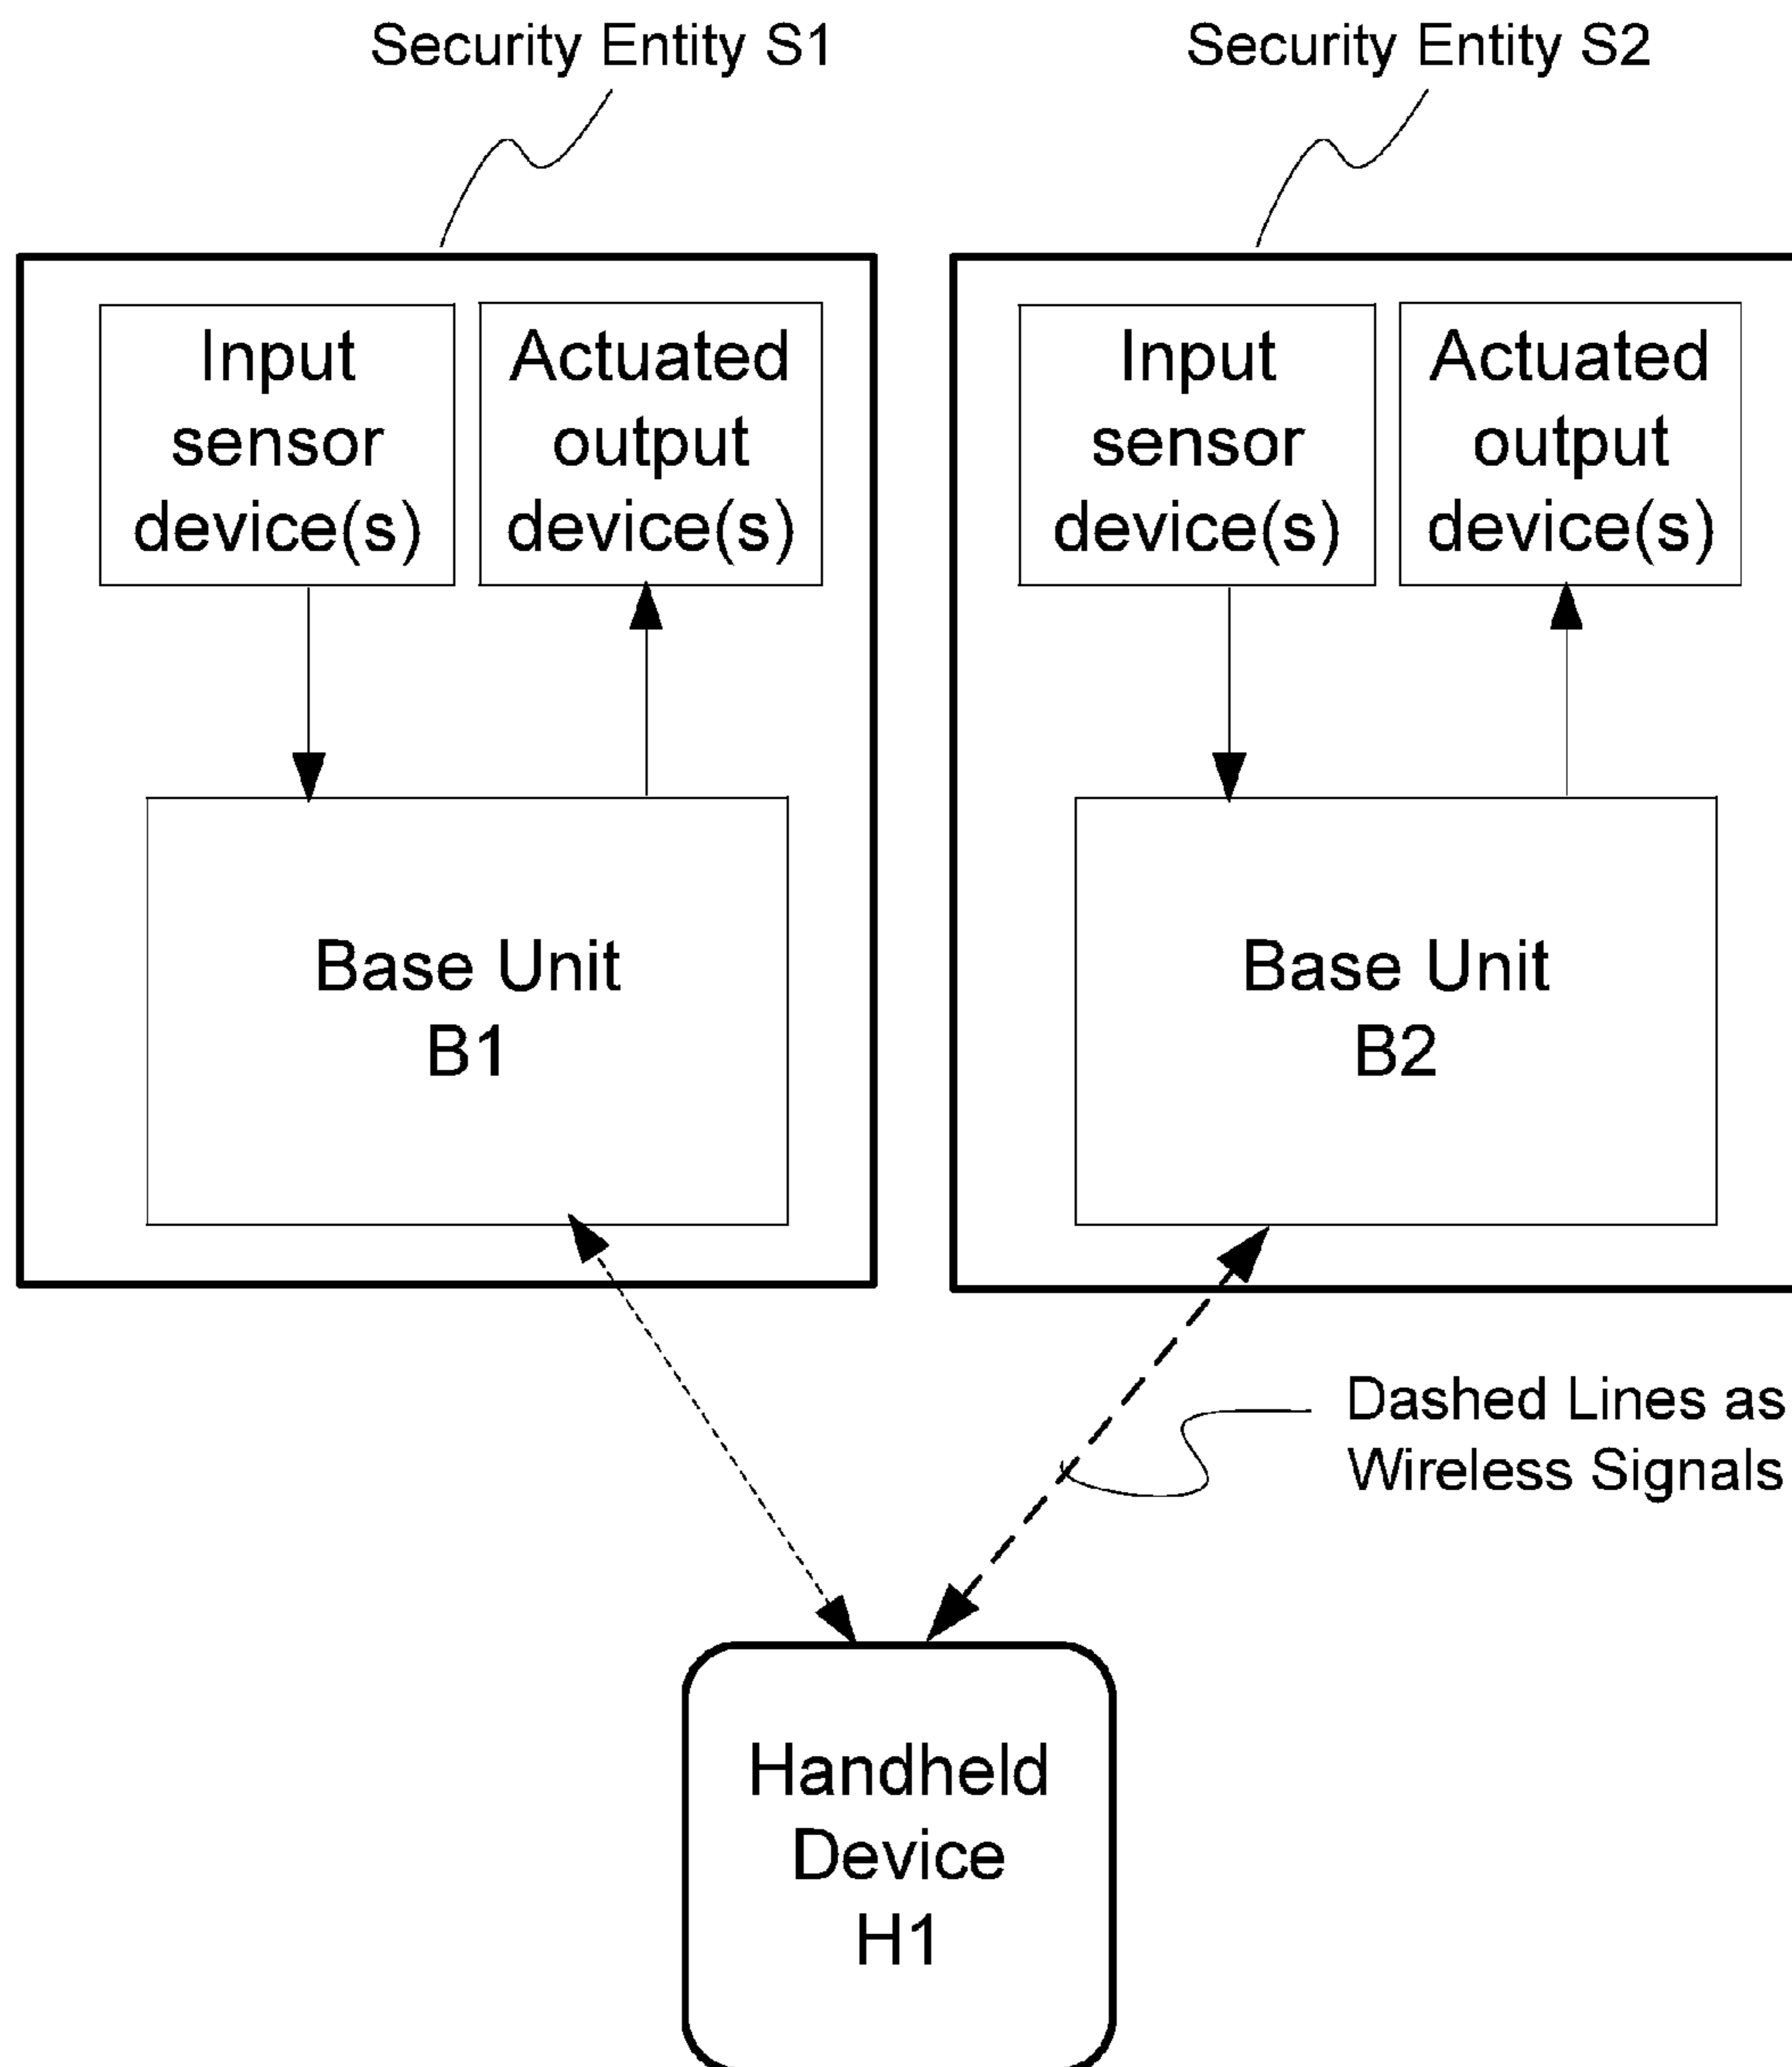 Security Entity S1
Security Entity S2
Input
sensor
device(s)
Actuated
output
device(s)
Input
sensor
device(s)
Actuated
output
device(s)
Base Unit
B1
Base Unit
B2
Dashed Lines as
Wireless Signals
Handheld
Device
H1